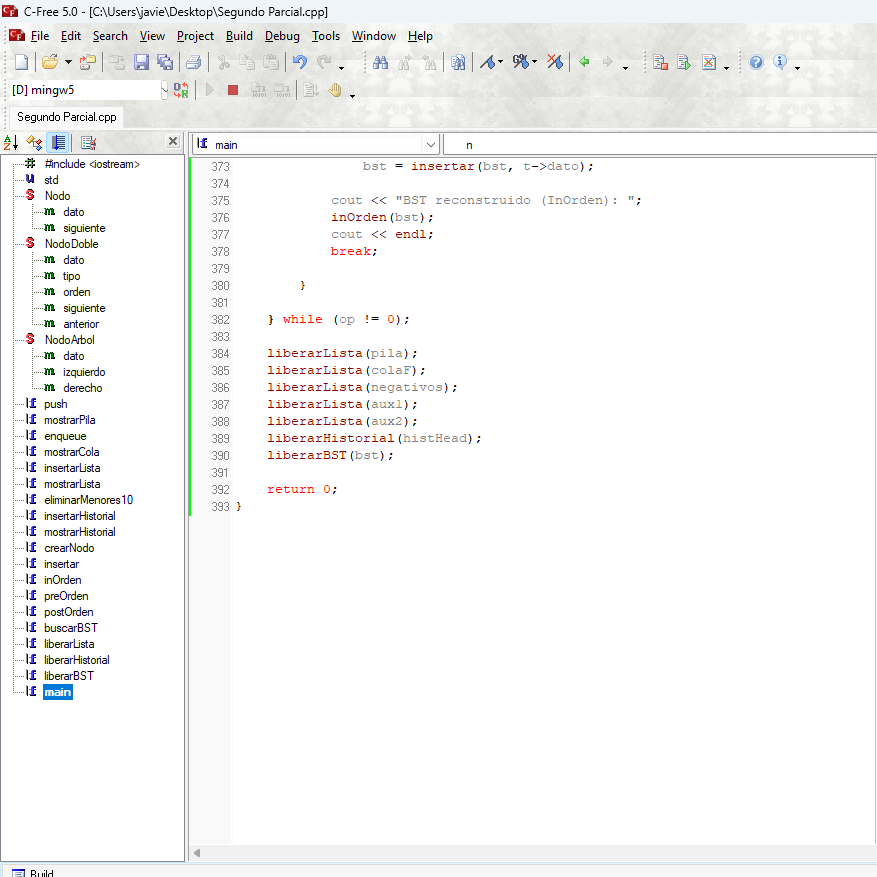 C-Free 5.0 - [C:\Users\javie\Desktop\Segundo Parcial.cpp]
File Edit Search View Project Build Debug Tools Window Help
[D] mingw5
Segundo Parcial.cpp
main
n
#include <iostream>
std
Nodo
dato
siguiente
NodoDoble
dato
tipo
orden
siguiente
anterior
NodoArbol
dato
izquierdo
derecho
push
mostrarPila
enqueue
mostrarCola
insertarLista
mostrarLista
eliminarMenores10
insertarHistorial
mostrarHistorial
crearNodo
insertar
inOrden
preOrden
postOrden
buscarBST
liberarLista
liberarHistorial
liberarBST
main
373 bst = insertar(bst, t->dato);
374
375 cout << "BST reconstruido (InOrden): ";
376 inOrden(bst);
377 cout << endl;
378 break;
379
380 }
381
382 } while (op != 0);
383
384 liberarLista(pila);
385 liberarLista(colaF);
386 liberarLista(negativos);
387 liberarLista(aux1);
388 liberarLista(aux2);
389 liberarHistorial(histHead);
390 liberarBST(bst);
391
392 return 0;
393 }
Build